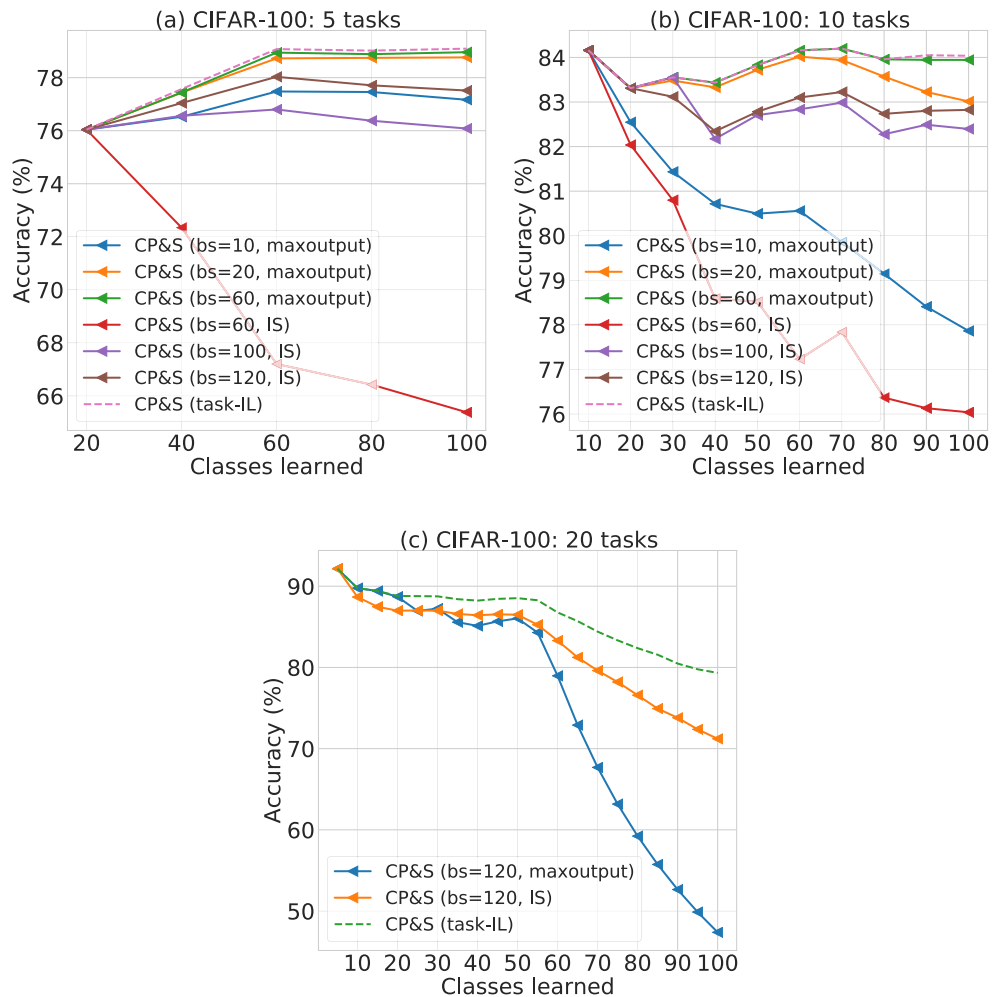 (a) CIFAR-100: 5 tasks
Accuracy (%)
78
76
74
72
70
68
66
CP&S (bs=10, maxoutput)
CP&S (bs=20, maxoutput)
CP&S (bs=60, maxoutput)
CP&S (bs=60, IS)
CP&S (bs=100, IS)
CP&S (bs=120, IS)
CP&S (task-IL)
20 40 60 80 100
Classes learned
(b) CIFAR-100: 10 tasks
Accuracy (%)
84
83
82
81
80
79
78
77
76
CP&S (bs=10, maxoutput)
CP&S (bs=20, maxoutput)
CP&S (bs=60, maxoutput)
CP&S (bs=60, IS)
CP&S (bs=100, IS)
CP&S (bs=120, IS)
CP&S (task-IL)
10 20 30 40 50 60 70 80 90 100
Classes learned
(c) CIFAR-100: 20 tasks
Accuracy (%)
90
80
70
60
50
CP&S (bs=120, maxoutput)
CP&S (bs=120, IS)
CP&S (task-IL)
10 20 30 40 50 60 70 80 90 100
Classes learned